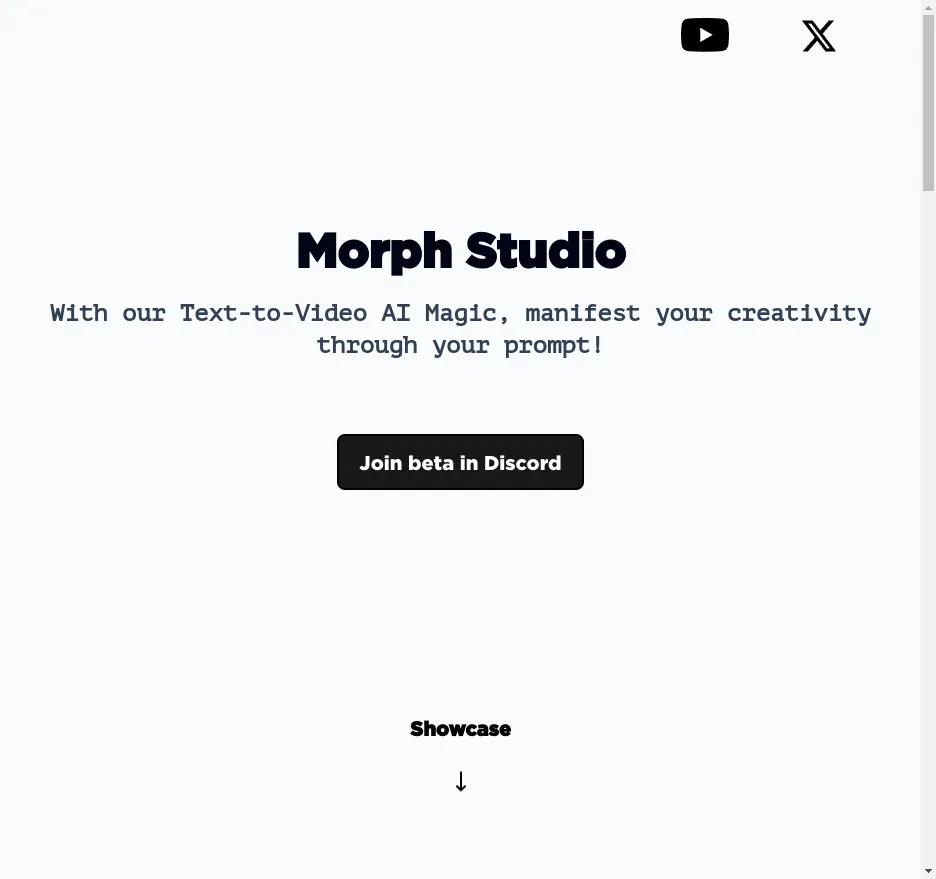 Morph Studio
With our Text-to-Video AI Magic, manifest your creativity
through your prompt!
Join beta in Discord
Showcase
↓